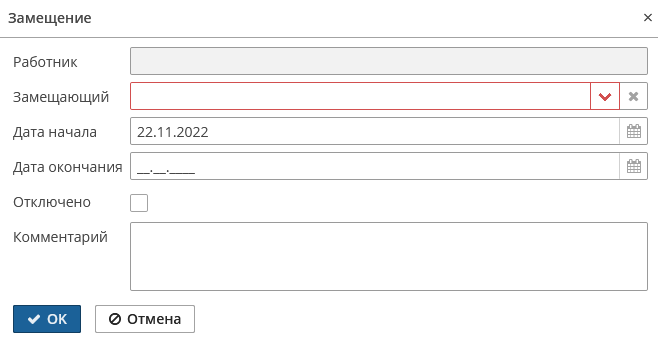 Замещение
Работник
Замещающий
Дата начала 22.11.2022
Дата окончания __.__.____
Отключено
Комментарий
OK Отмена